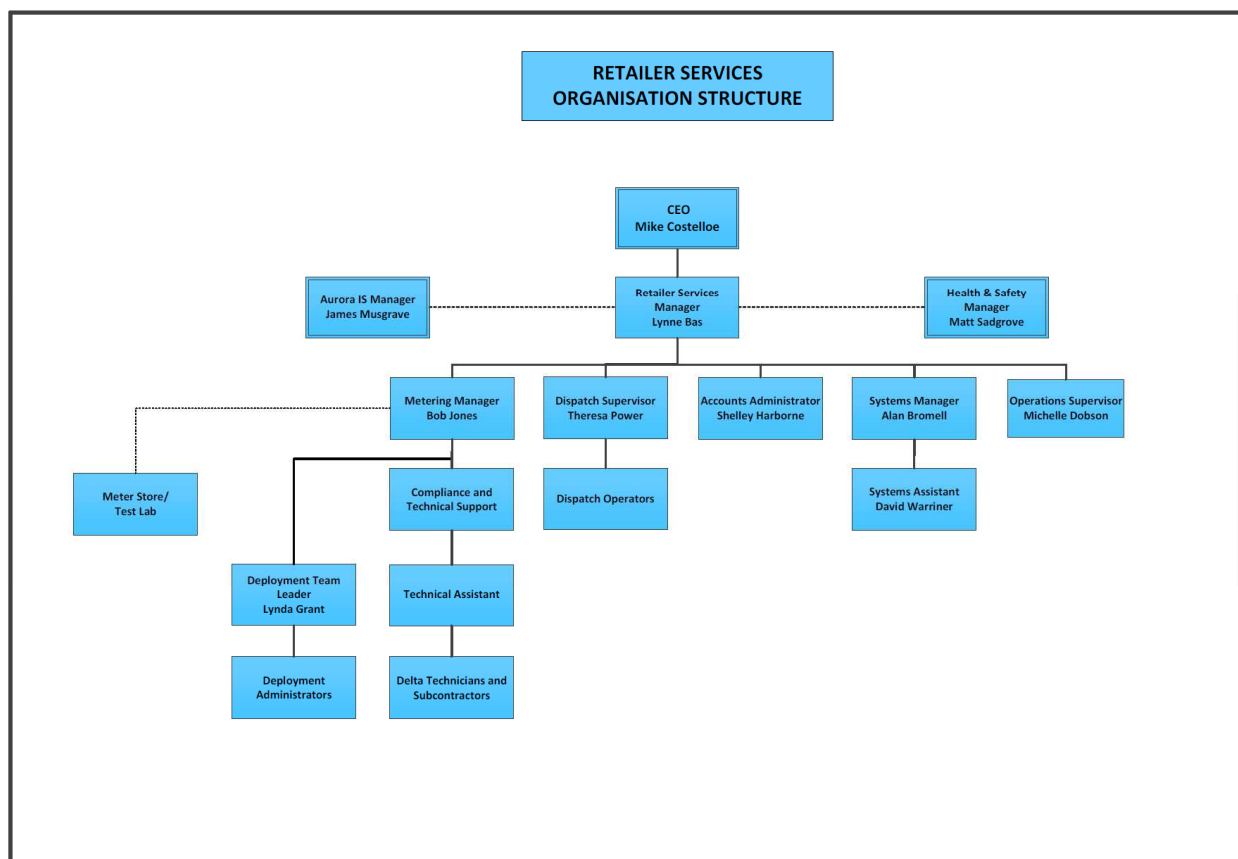 RETAILER SERVICES
ORGANISATION STRUCTURE
CEO
Mike Costelloe
Aurora IS Manager
James Musgrave
Retailer Services
Manager
Lynne Bas
Health & Safety
Manager
Matt Sadgrove
Metering Manager
Bob Jones
Dispatch Supervisor
Theresa Power
Accounts Administrator
Shelley Harborne
Systems Manager
Alan Bromell
Operations Supervisor
Michelle Dobson
Meter Store/
Test Lab
Compliance and
Technical Support
Dispatch Operators
Systems Assistant
David Warriner
Deployment Team
Leader
Lynda Grant
Technical Assistant
Deployment
Administrators
Delta Technicians and
Subcontractors